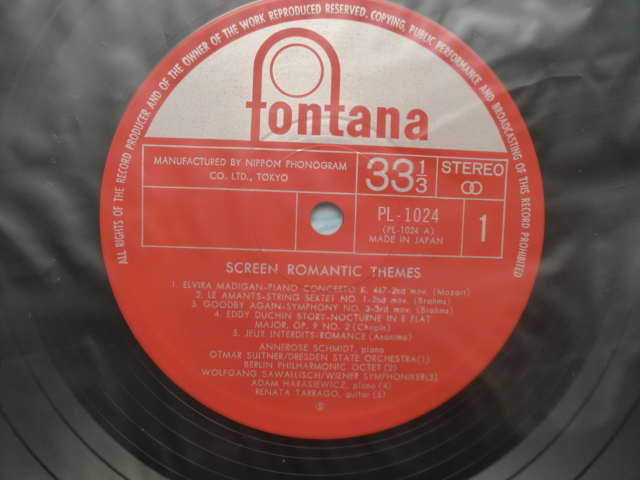 ALL RIGHTS OF THE RECORD PRODUCER AND OF THE OWNER OF THE WORK REPRODUCED RESERVED. COPYING, PUBLIC PERFORMANCE AND BROADCASTING OF THIS RECORD PROHIBITED
fontana
MANUFACTURED BY NIPPON PHONOGRAM
CO. LTD., TOKYO
33 1/3
STEREO
PL-1024
(PL-1024 A)
MADE IN JAPAN
1
SCREEN ROMANTIC THEMES
1. ELVIRA MADIGAN-PIANO CONCERTO K. 467-2nd mov. (Mozart)
2. LE AMANTS-STRING SEXTET NO. 1-2nd mov. (Brahms)
3. GOODBY AGAIN-SYMPHONY NO. 3-3rd mov. (Brahms)
4. EDDY DUCHIN STORY-NOCTURNE IN E FLAT
MAJOR, OP. 9 NO. 2 (Chopin)
5. JEUX INTERDITS-ROMANCE (Anonima)
ANNEROSE SCHMIDT, piano
OTMAR SUITNER/DRESDEN STATE ORCHESTRA(1)
BERLIN PHILHARMONIC OCTET (2)
WOLFGANG SAWALLISCH/WIENER SYMPHONIKER(3)
ADAM HARASIEWICZ, piano (4)
RENATA TARRAGO, guitar (5)
S